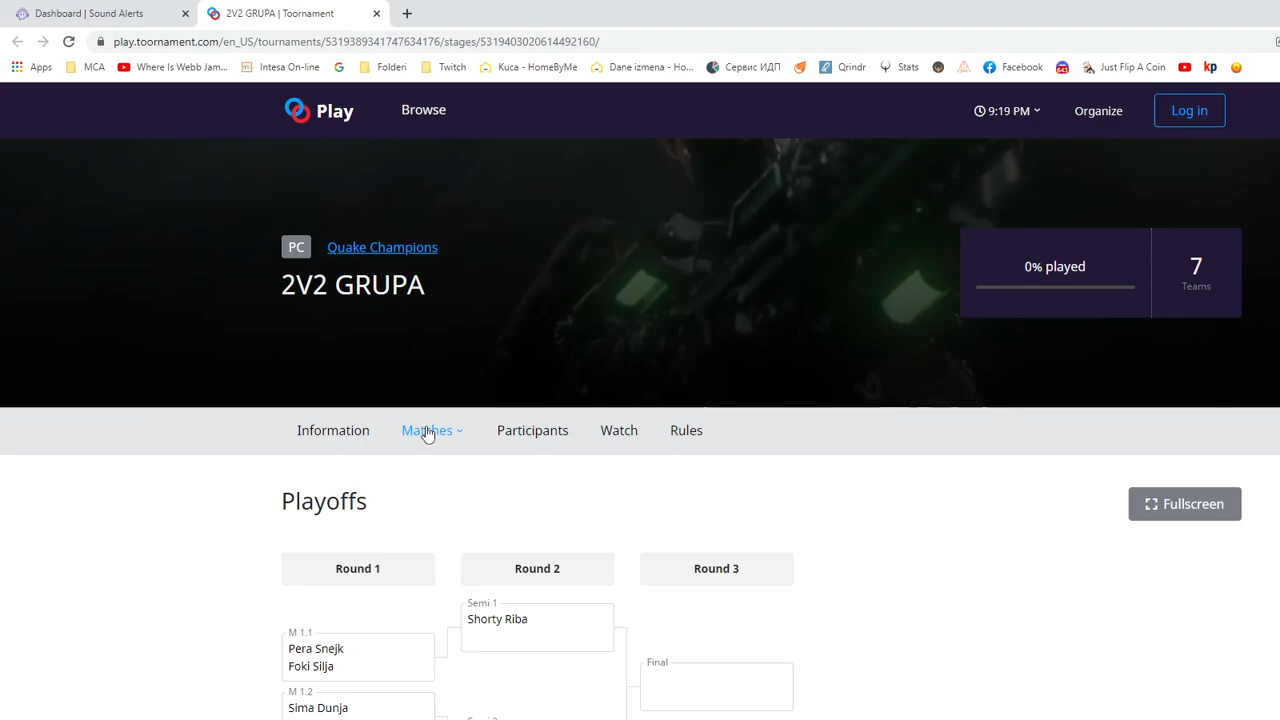 Dashboard | Sound Alerts
2V2 GRUPA | Toornament
play.toornament.com/en_US/tournaments/5319389341747634176/stages/5319403020614492160/
Apps
MCA
Where Is Webb Jam...
Intesa On-line
Folderi
Twitch
Kuca - HomeByMe
Dane izmena - Ho...
Сервис ИДП
Qrindr
Stats
Facebook
Just Flip A Coin
kp
Play
Browse
9:19 PM
Organize
Log in
PC
Quake Champions
2V2 GRUPA
0% played
7
Teams
Information
Matches
Participants
Watch
Rules
Playoffs
Fullscreen
Round 1
Round 2
Round 3
Semi 1
Shorty Riba
M 1.1
Pera Snejk
Foki Silja
Final
M 1.2
Sima Dunja